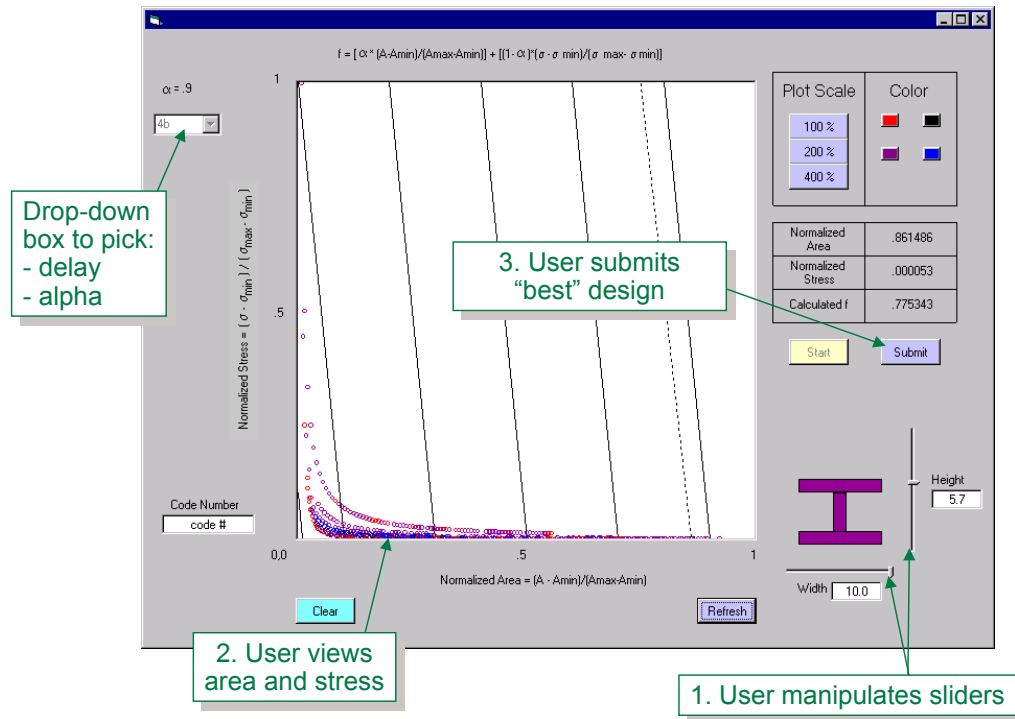 f = [ α * (A-Amin)/(Amax-Amin)] + [(1- α )*(σ - σ min)/(σ max- σ min)]
α = .9
4b
Drop-down
box to pick:
- delay
- alpha
1
.5
0,0
.5
1
Normalized Stress = ( σ - σmin ) / ( σmax - σmin )
Normalized Area = (A - Amin)/(Amax-Amin)
Plot Scale
Color
100 %
200 %
400 %
Normalized
Area
.861486
Normalized
Stress
.000053
Calculated f
.775343
3. User submits
“best” design
Start
Submit
Code Number
code #
Height
5.7
Width
10.0
Clear
Refresh
2. User views
area and stress
1. User manipulates sliders